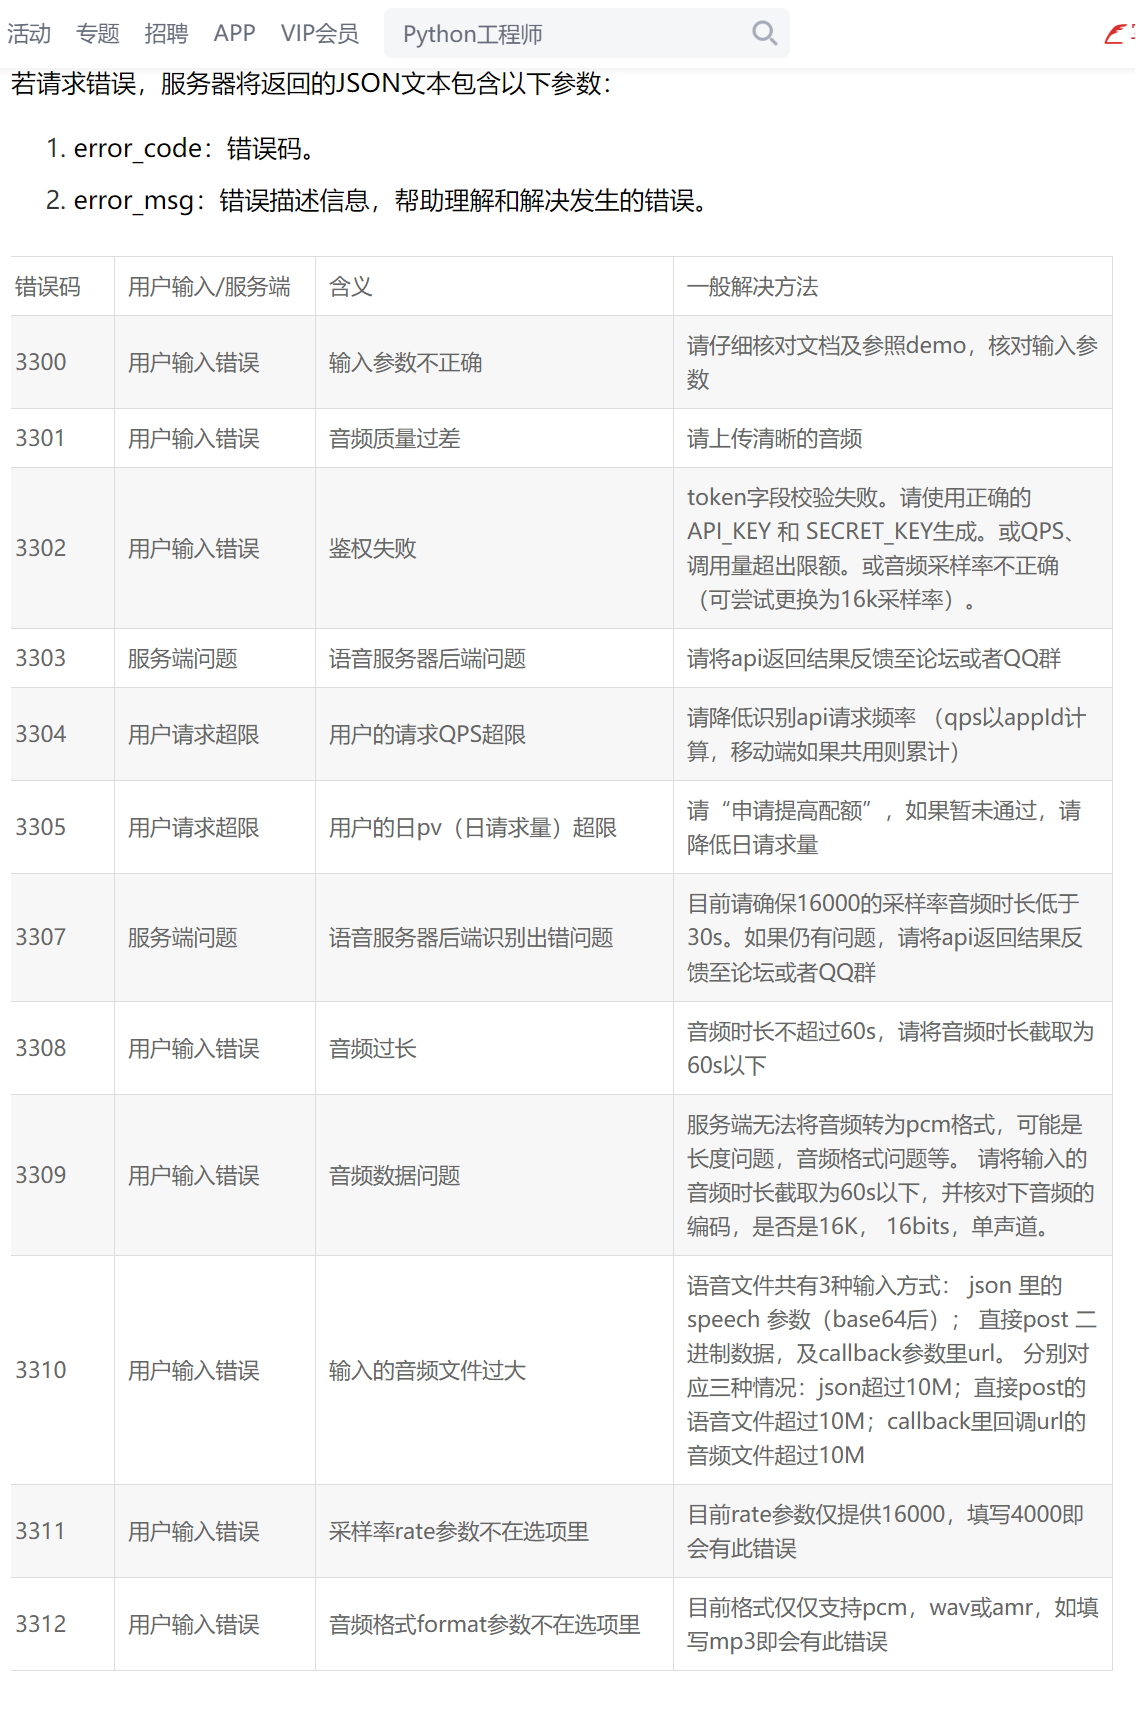 活动 专题 招聘 APP VIP会员 Python工程师
若请求错误，服务器将返回的JSON文本包含以下参数：
1. error_code：错误码。
2. error_msg：错误描述信息，帮助理解和解决发生的错误。
错误码 用户输入/服务端 含义 一般解决方法
3300 用户输入错误 输入参数不正确 请仔细核对文档及参照demo，核对输入参
数
3301 用户输入错误 音频质量过差 请上传清晰的音频
3302 用户输入错误 鉴权失败 token字段校验失败。请使用正确的
API_KEY 和 SECRET_KEY生成。或QPS、
调用量超出限额。或音频采样率不正确
（可尝试更换为16k采样率）。
3303 服务端问题 语音服务器后端问题 请将api返回结果反馈至论坛或者QQ群
3304 用户请求超限 用户的请求QPS超限 请降低识别api请求频率 （qps以appId计
算，移动端如果共用则累计）
3305 用户请求超限 用户的日pv（日请求量）超限 请“申请提高配额”，如果暂未通过，请
降低日请求量
3307 服务端问题 语音服务器后端识别出错问题 目前请确保16000的采样率音频时长低于
30s。如果仍有问题，请将api返回结果反
馈至论坛或者QQ群
3308 用户输入错误 音频过长 音频时长不超过60s，请将音频时长截取为
60s以下
3309 用户输入错误 音频数据问题 服务端无法将音频转为pcm格式，可能是
长度问题，音频格式问题等。 请将输入的
音频时长截取为60s以下，并核对下音频的
编码，是否是16K， 16bits，单声道。
3310 用户输入错误 输入的音频文件过大 语音文件共有3种输入方式： json 里的
speech 参数（base64后）； 直接post 二
进制数据，及callback参数里url。 分别对
应三种情况：json超过10M；直接post的
语音文件超过10M；callback里回调url的
音频文件超过10M
3311 用户输入错误 采样率rate参数不在选项里 目前rate参数仅提供16000，填写4000即
会有此错误
3312 用户输入错误 音频格式format参数不在选项里 目前格式仅仅支持pcm，wav或amr，如填
写mp3即会有此错误